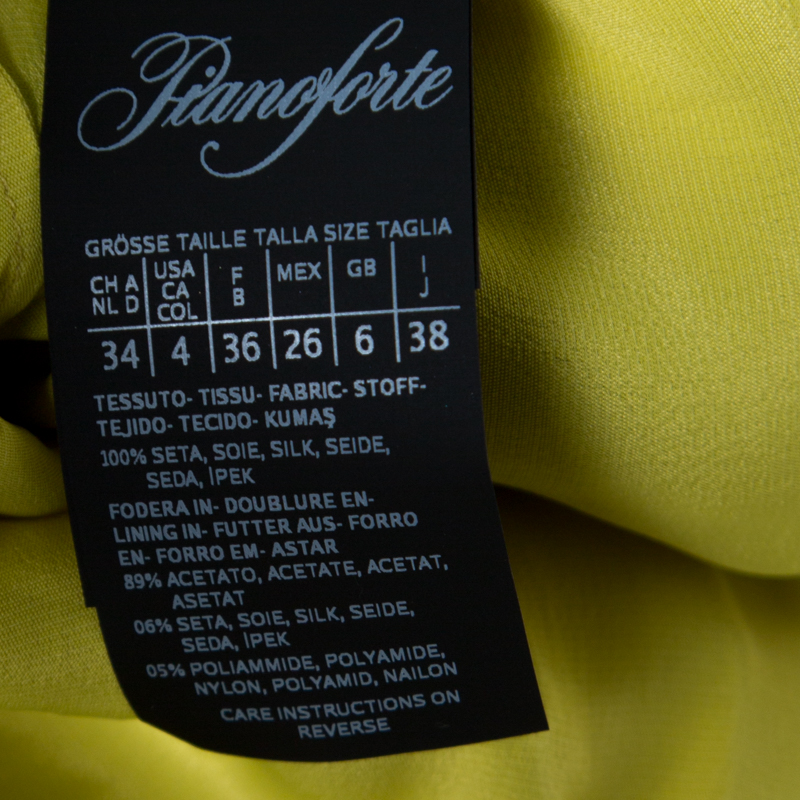 Pianoforte
GRÖSSE TAILLE TALLA SIZE TAGLIA
CH A NL D USA CA COL F B MEX GB I J
34 4 36 26 6 38
TESSUTO- TISSU- FABRIC- STOFF-
TEJIDO- TECIDO- KUMAŞ
100% SETA, SOIE, SILK, SEIDE,
SEDA, İPEK
FODERA IN- DOUBLURE EN-
LINING IN- FUTTER AUS- FORRO
EN- FORRO EM- ASTAR
89% ACETATO, ACETATE, ACETAT,
ASETAT
06% SETA, SOIE, SILK, SEIDE,
SEDA, İPEK
05% POLIAMMIDE, POLYAMIDE,
NYLON, POLYAMID, NAILON
CARE INSTRUCTIONS ON
REVERSE